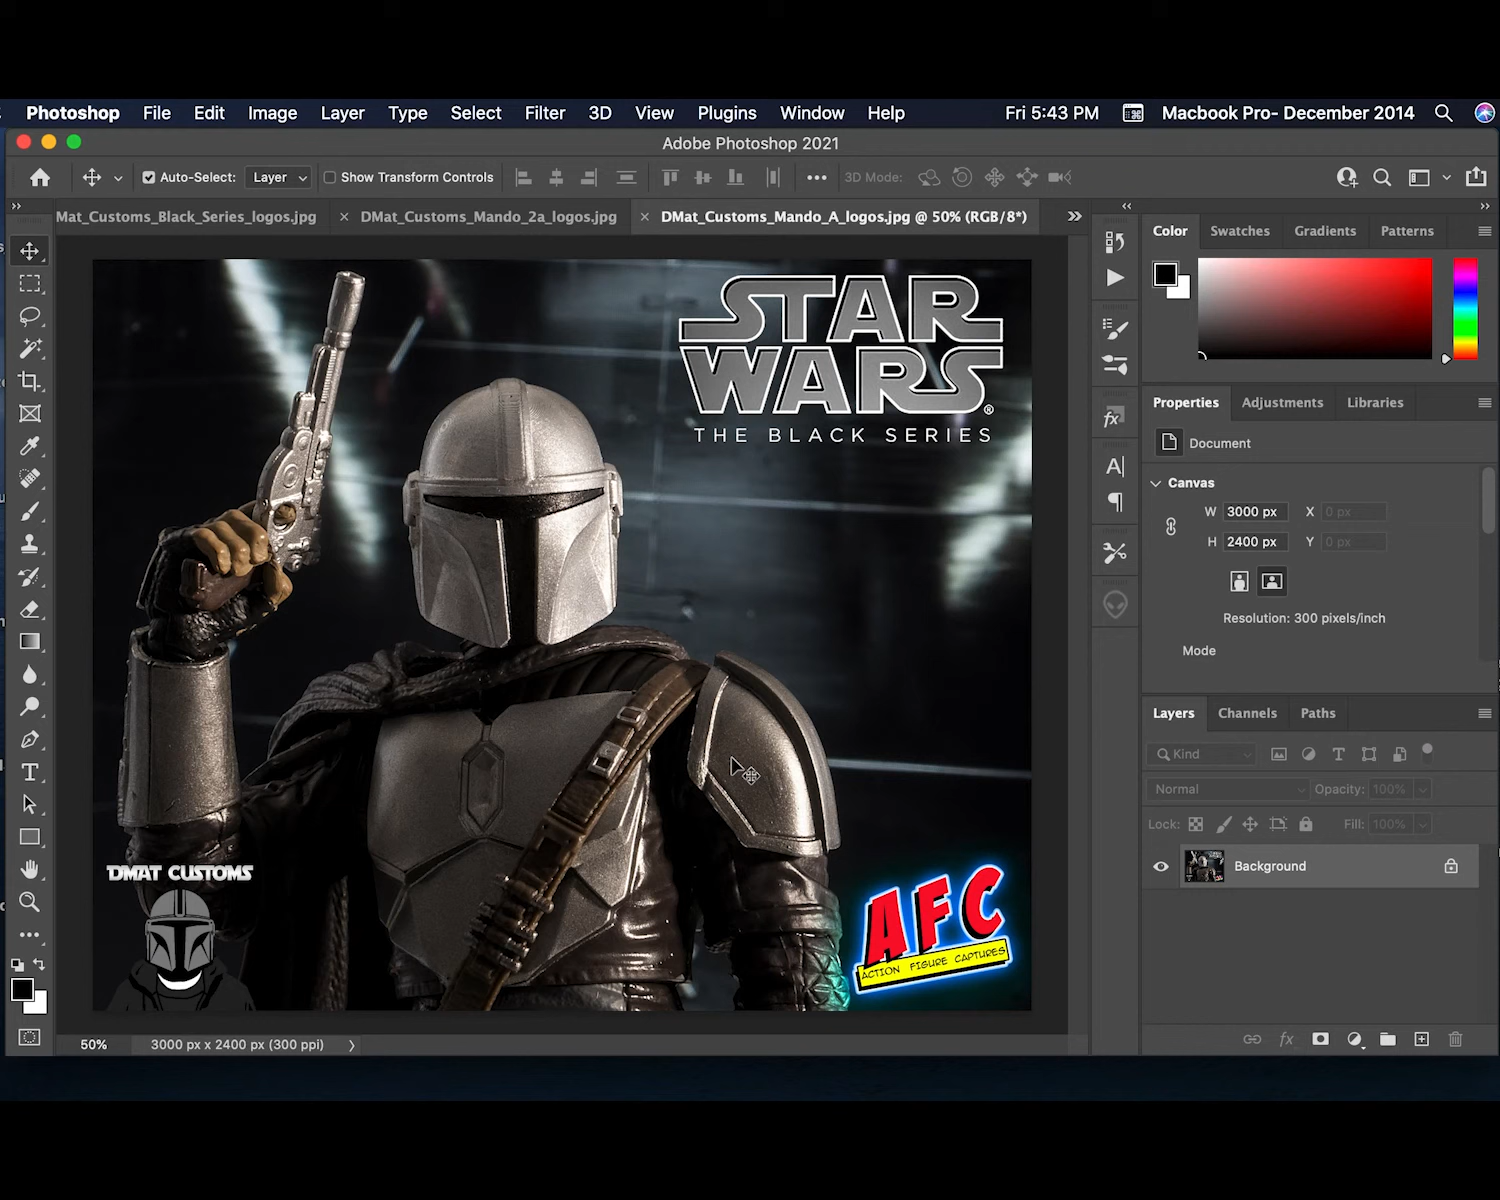 Photoshop File Edit Image Layer Type Select Filter 3D View Plugins Window Help Fri 5:43 PM Macbook Pro- December 2014
Adobe Photoshop 2021
Auto-Select: Layer Show Transform Controls 3D Mode:
Mat_Customs_Black_Series_logos.jpg × DMat_Customs_Mando_2a_logos.jpg × DMat_Customs_Mando_A_logos.jpg @ 50% (RGB/8*)
Color Swatches Gradients Patterns
STAR
WARS®
THE BLACK SERIES
DMAT CUSTOMS
AFC
ACTION FIGURE CAPTURES
Properties Adjustments Libraries
Document
Canvas
W 3000 px X 0 px
H 2400 px Y 0 px
Resolution: 300 pixels/inch
Mode
Layers Channels Paths
Kind
Normal Opacity: 100%
Lock: Fill: 100%
Background
50% 3000 px x 2400 px (300 ppi)